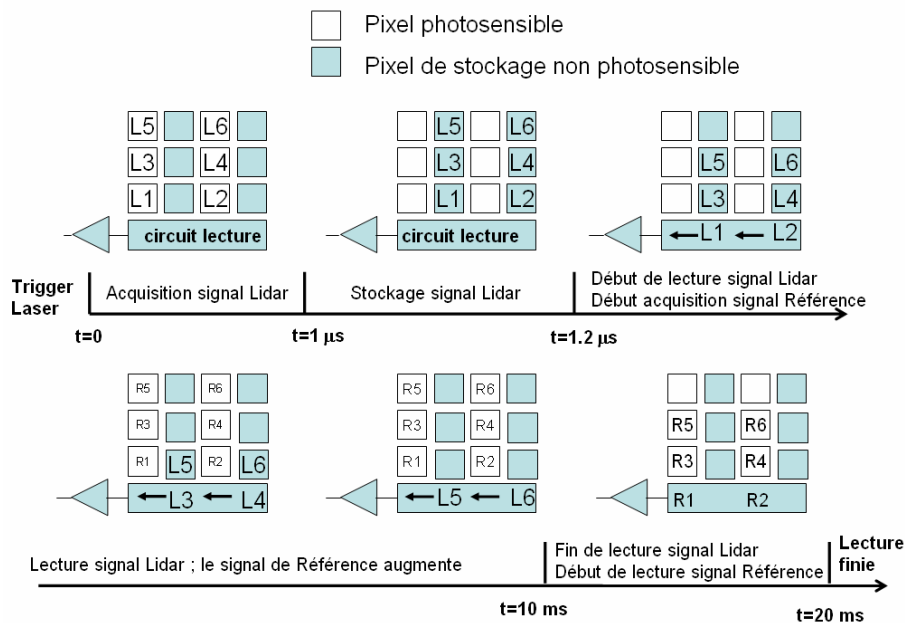 Pixel photosensible
Pixel de stockage non photosensible
L5 L6
L3 L4
L1 L2
circuit lecture
L5 L6
L3 L4
L1 L2
circuit lecture
L5 L6
L3 L4
L1 L2
Trigger
Laser
Acquisition signal Lidar
Stockage signal Lidar
Début de lecture signal Lidar
Début acquisition signal Référence
t=0
t=1 µs
t=1.2 µs
R5 R6
R3 R4
R1 L5 R2 L6
L3 L4
R5 R6
R3 R4
R1 R2
L5 L6
R5 R6
R3 R4
R1 R2
Lecture signal Lidar ; le signal de Référence augmente
Fin de lecture signal Lidar
Début de lecture signal Référence
Lecture
finie
t=10 ms
t=20 ms